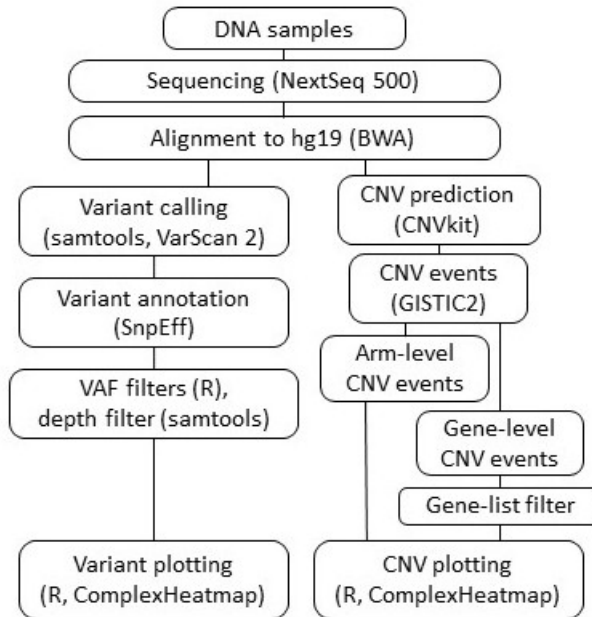 DNA samples
Sequencing (NextSeq 500)
Alignment to hg19 (BWA)
Variant calling
(samtools, VarScan 2)
Variant annotation
(SnpEff)
VAF filters (R),
depth filter (samtools)
Variant plotting
(R, ComplexHeatmap)
CNV prediction
(CNVkit)
CNV events
(GISTIC2)
Arm-level
CNV events
Gene-level
CNV events
Gene-list filter
CNV plotting
(R, ComplexHeatmap)